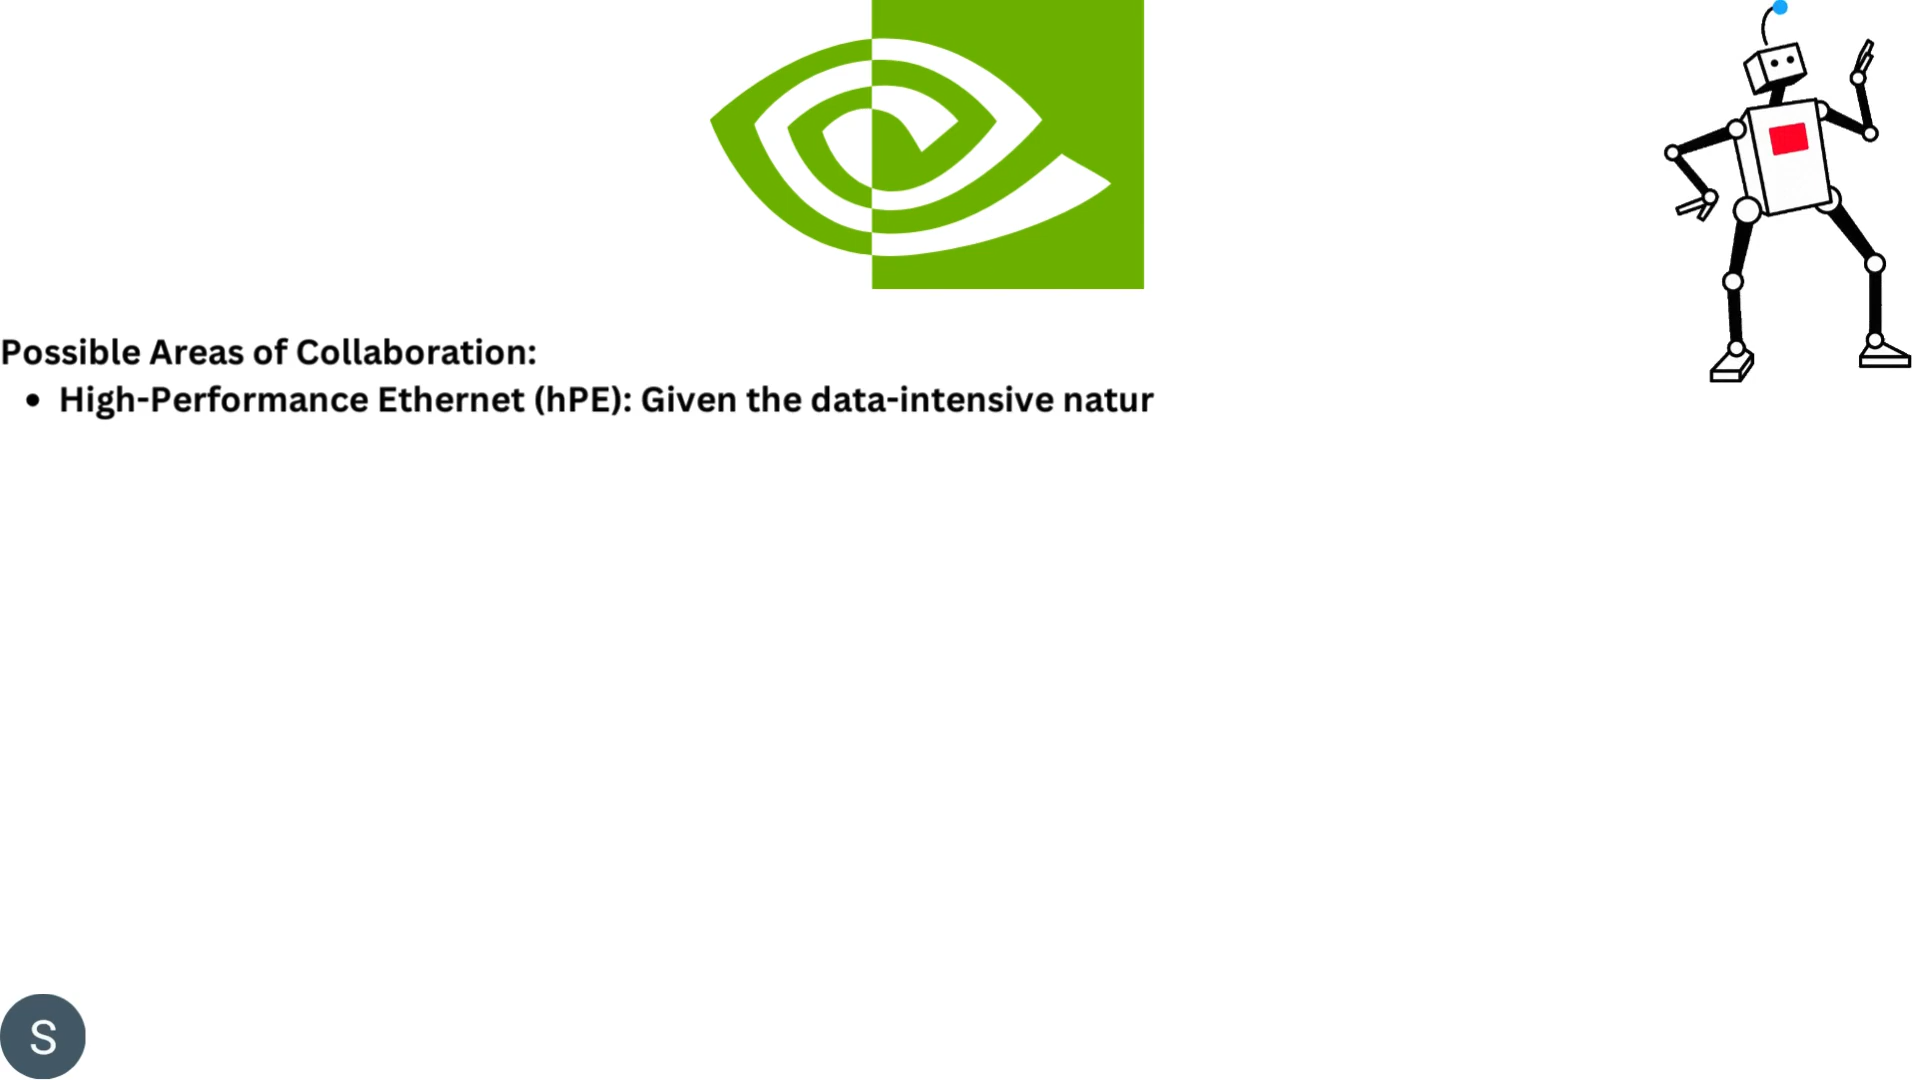 Possible Areas of Collaboration:
• High-Performance Ethernet (hPE): Given the data-intensive natur
S